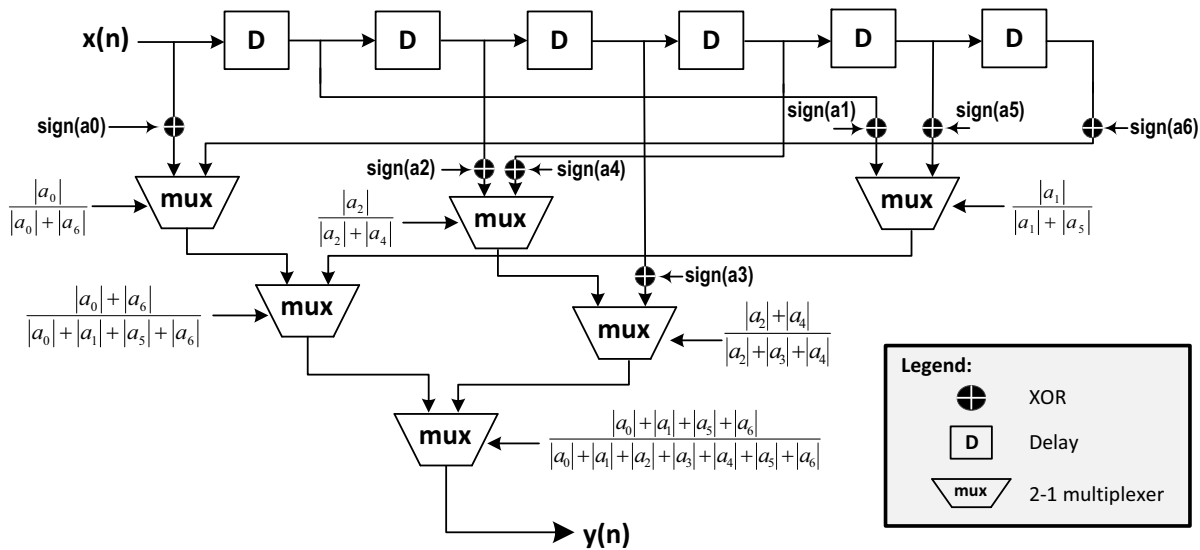 x(n)
D
D
D
D
D
D
sign(a0)
sign(a1)
sign(a5)
sign(a6)
sign(a2)
sign(a4)
mux
|a₀| / |a₀|+|a₆|
mux
|a₂| / |a₂|+|a₄|
mux
|a₁| / |a₁|+|a₅|
sign(a3)
mux
|a₀|+|a₆| / |a₀|+|a₁|+|a₅|+|a₆|
mux
|a₂|+|a₄| / |a₂|+|a₃|+|a₄|
mux
|a₀|+|a₁|+|a₅|+|a₆| / |a₀|+|a₁|+|a₂|+|a₃|+|a₄|+|a₅|+|a₆|
y(n)
Legend:
XOR
D Delay
mux 2-1 multiplexer